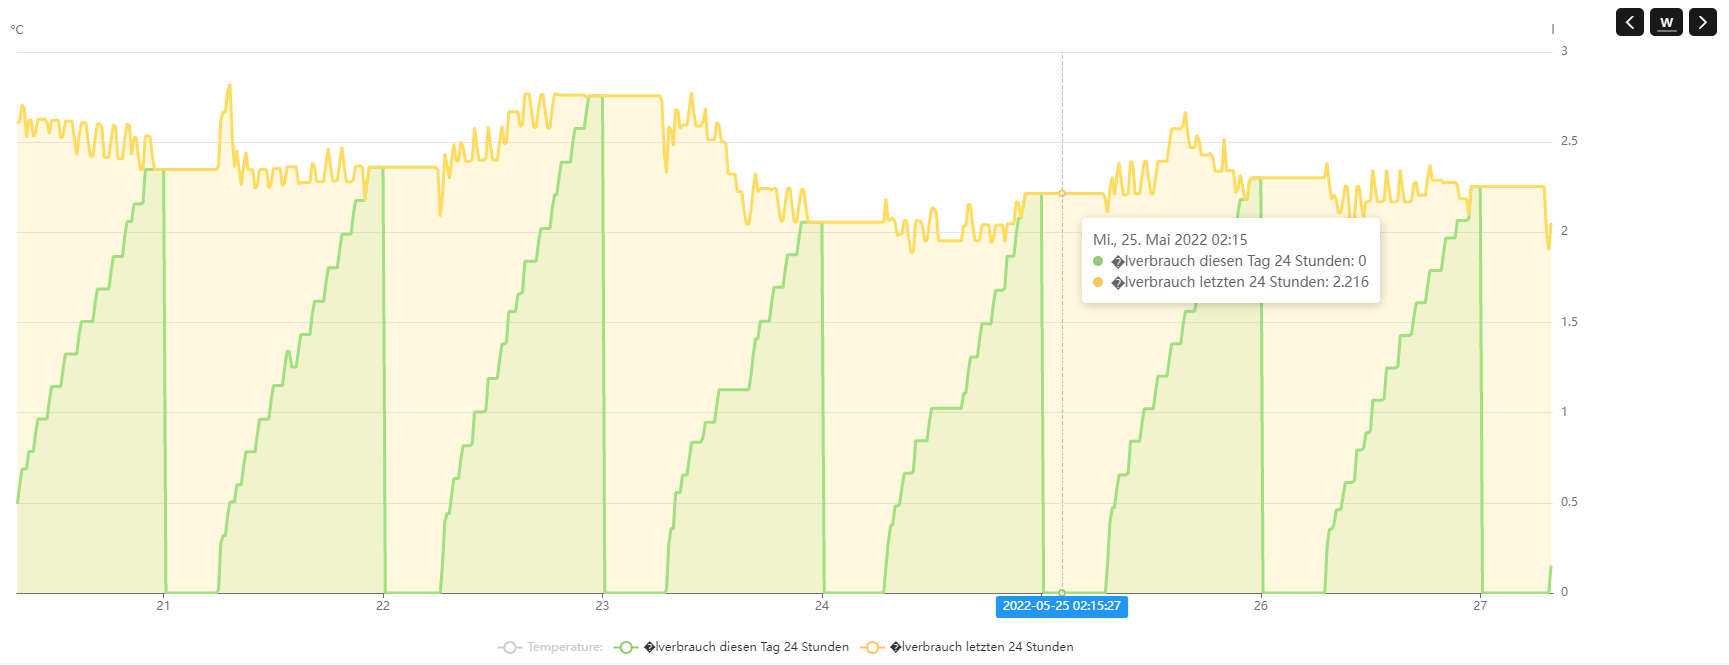 °C
l
W
3
2.5
2
1.5
1
0.5
0
Mi., 25. Mai 2022 02:15
�lverbrauch diesen Tag 24 Stunden: 0
�lverbrauch letzten 24 Stunden: 2.216
21
22
23
24
2022-05-25 02:15:27
26
27
Temperature:
�lverbrauch diesen Tag 24 Stunden
�lverbrauch letzten 24 Stunden